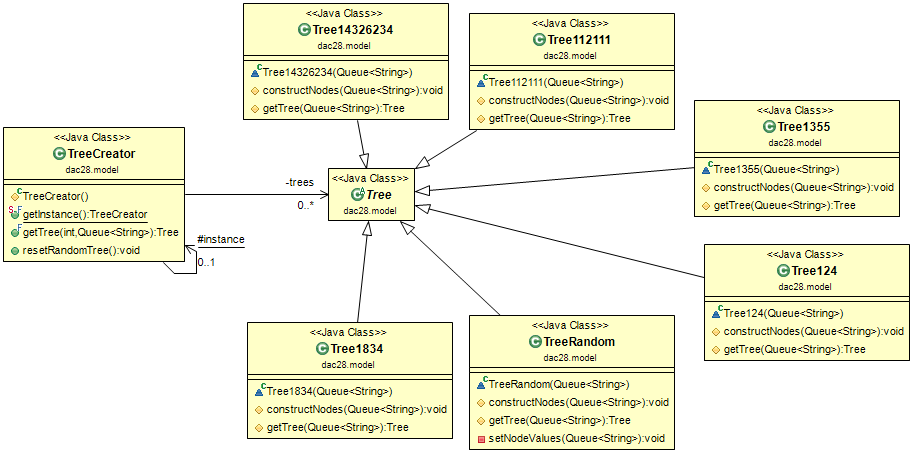 <<Java Class>>
Tree14326234
dac28.model
Tree14326234(Queue<String>)
constructNodes(Queue<String>):void
getTree(Queue<String>):Tree
<<Java Class>>
Tree112111
dac28.model
Tree112111(Queue<String>)
constructNodes(Queue<String>):void
getTree(Queue<String>):Tree
<<Java Class>>
Tree1355
dac28.model
Tree1355(Queue<String>)
constructNodes(Queue<String>):void
getTree(Queue<String>):Tree
<<Java Class>>
TreeCreator
dac28.model
TreeCreator()
getInstance():TreeCreator
getTree(int,Queue<String>):Tree
resetRandomTree():void
-trees
0..*
#instance
0..1
<<Java Class>>
Tree
dac28.model
<<Java Class>>
Tree124
dac28.model
Tree124(Queue<String>)
constructNodes(Queue<String>):void
getTree(Queue<String>):Tree
<<Java Class>>
Tree1834
dac28.model
Tree1834(Queue<String>)
constructNodes(Queue<String>):void
getTree(Queue<String>):Tree
<<Java Class>>
TreeRandom
dac28.model
TreeRandom(Queue<String>)
constructNodes(Queue<String>):void
getTree(Queue<String>):Tree
setNodeValues(Queue<String>):void